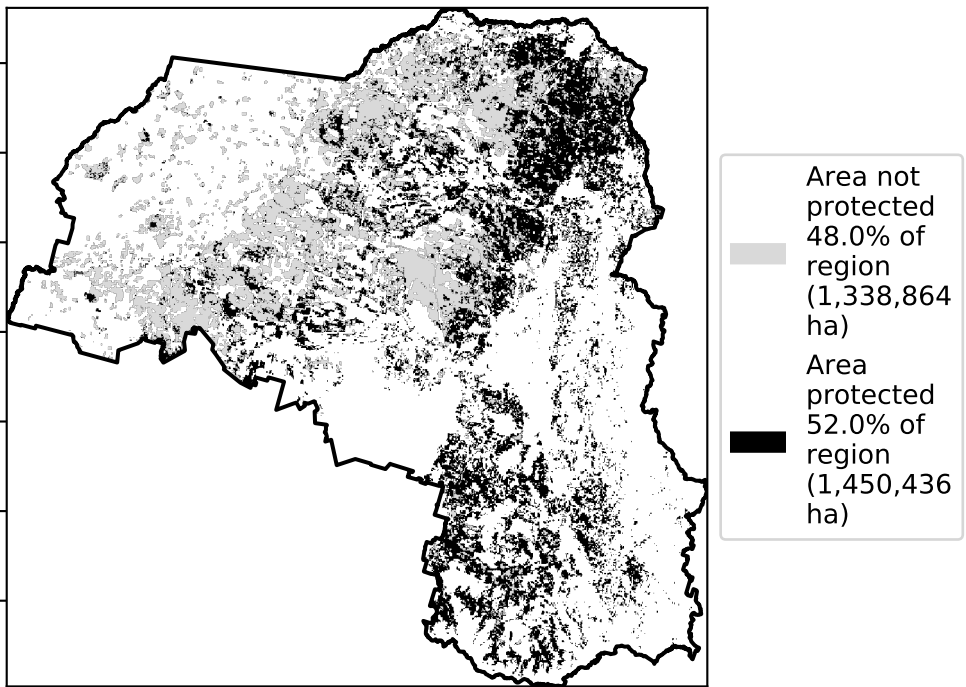 Area not
protected
48.0% of
region
(1,338,864
ha)
Area
protected
52.0% of
region
(1,450,436
ha)